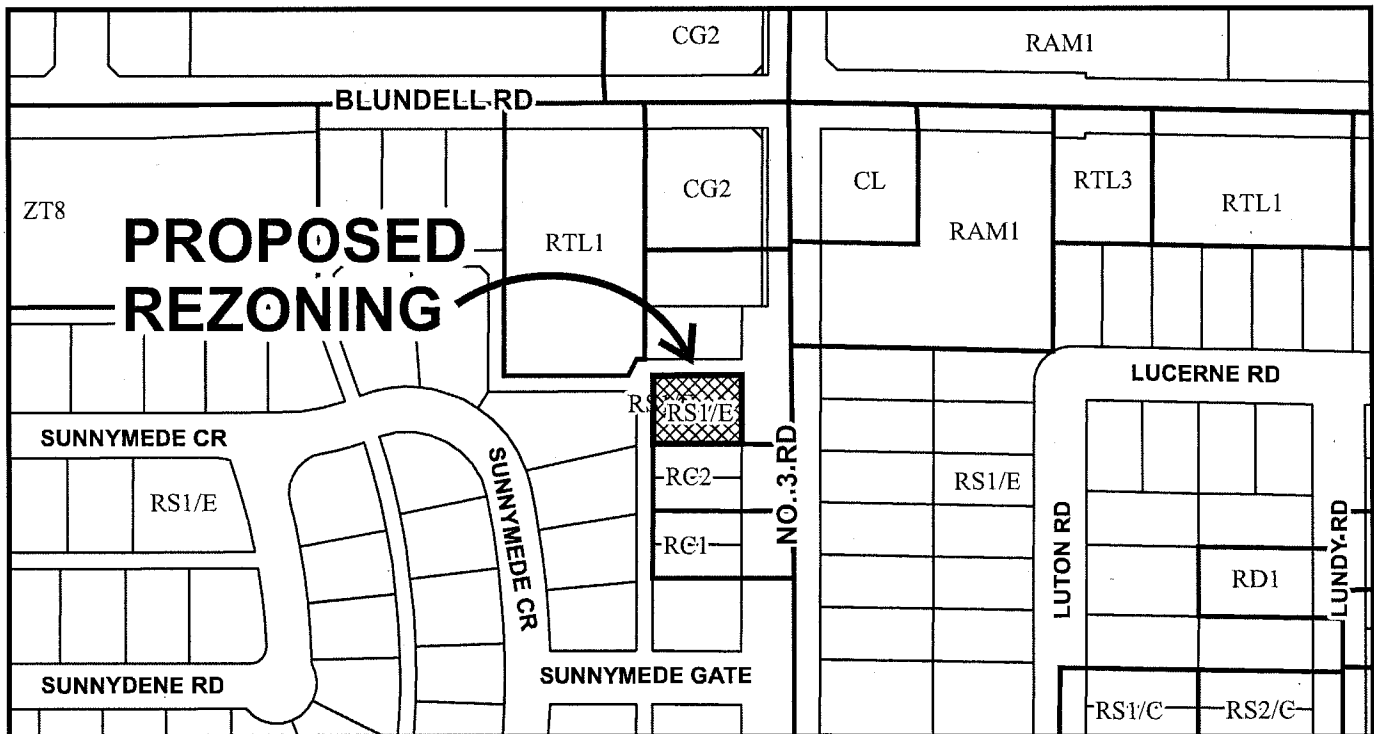 CG2
RAM1
BLUNDELL RD
ZT8
RTL1
CG2
CL
RAM1
RTL3
RTL1
PROPOSED
REZONING
LUCERNE RD
RS1/E
SUNNYMEDE CR
RS1/E
SUNNYMEDE CR
RC2
RC1
NO. 3 RD
RS1/E
LUTON RD
RD1
LUNDY RD
SUNNYDENE RD
SUNNYMEDE GATE
RS1/C
RS2/C